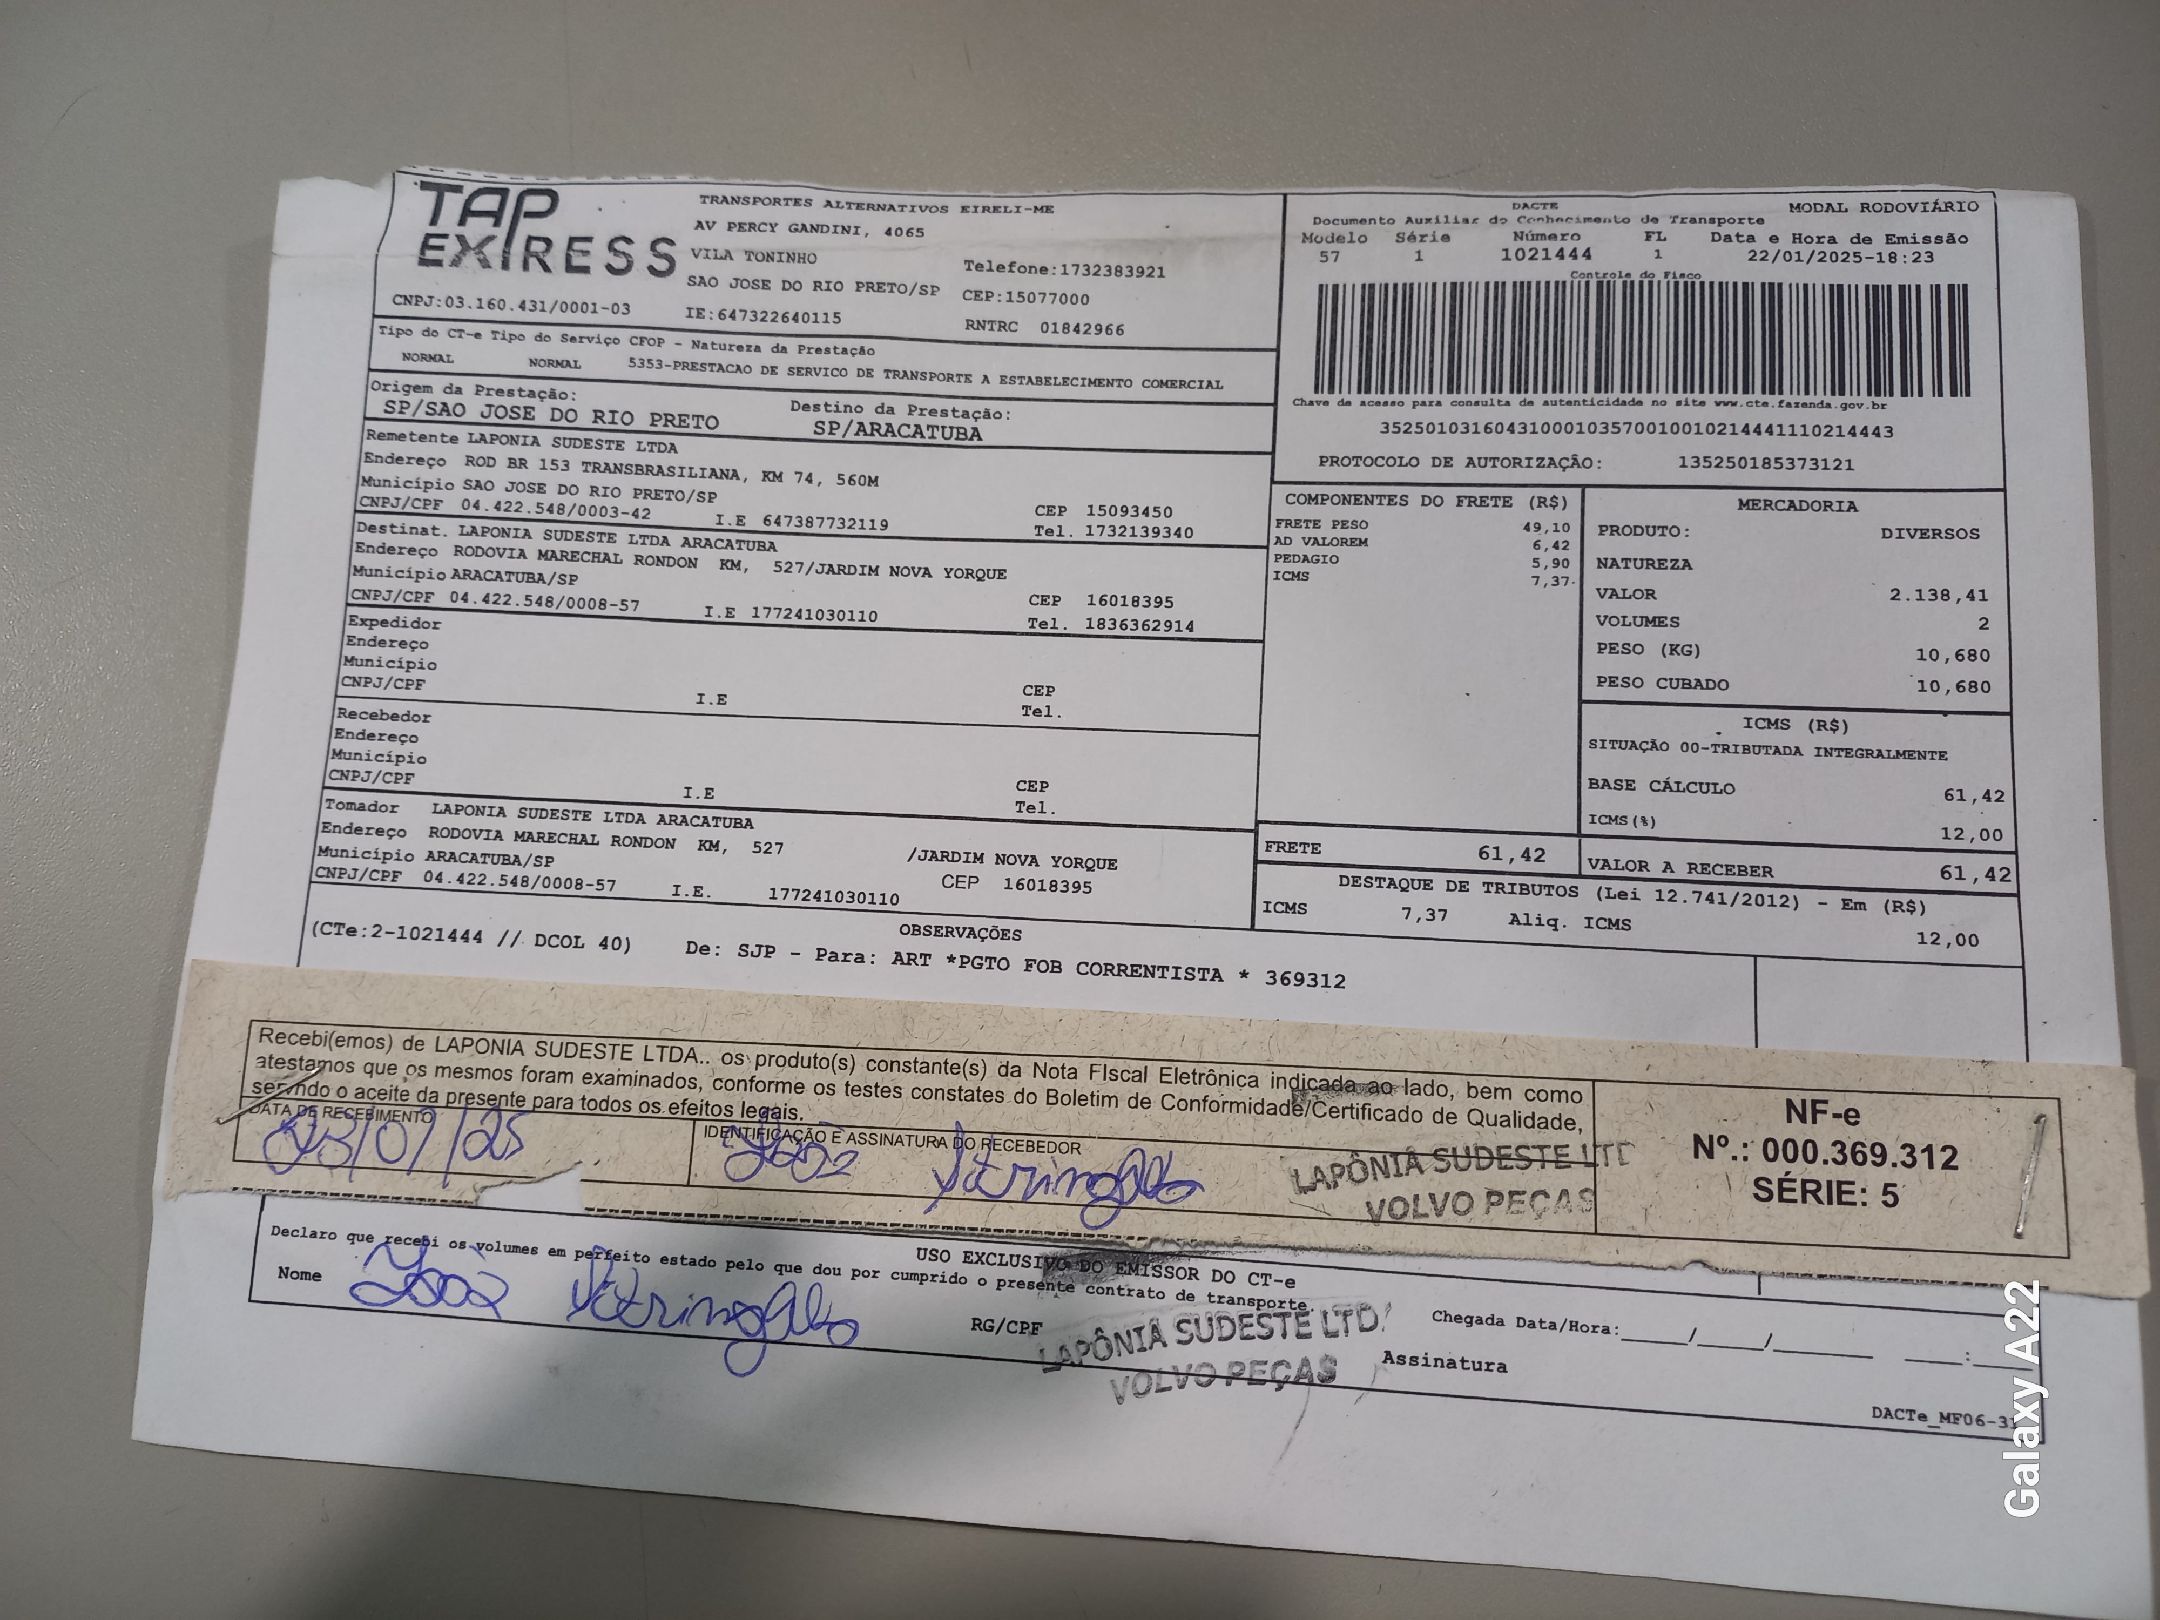 TAP EXPRESS
TRANSPORTES ALTERNATIVOS EIRELI-ME
AV PERCY GANDINI, 4065
VILA TONINHO
Telefone:1732383921
SAO JOSE DO RIO PRETO/SP CEP:15077000
CNPJ:03.160.431/0001-03 IE:647322640115 RNTRC 01842966
Tipo do CT-e Tipo do Serviço CFOP - Natureza da Prestação
NORMAL NORMAL 5353-PRESTACAO DE SERVICO DE TRANSPORTE A ESTABELECIMENTO COMERCIAL
Origem da Prestação: Destino da Prestação:
SP/SAO JOSE DO RIO PRETO SP/ARACATUBA
Remetente LAPONIA SUDESTE LTDA
Endereço ROD BR 153 TRANSBRASILIANA, KM 74, 560M
Município SAO JOSE DO RIO PRETO/SP CEP 15093450
CNPJ/CPF 04.422.548/0003-42 I.E 647387732119 Tel. 1732139340
Destinat. LAPONIA SUDESTE LTDA ARACATUBA
Endereço RODOVIA MARECHAL RONDON KM, 527/JARDIM NOVA YORQUE
Município ARACATUBA/SP CEP 16018395
CNPJ/CPF 04.422.548/0008-57 I.E 177241030110 Tel. 1836362914
Expedidor
Endereço
Município CEP
CNPJ/CPF I.E Tel.
Recebedor
Endereço
Município CEP
CNPJ/CPF I.E Tel.
Tomador LAPONIA SUDESTE LTDA ARACATUBA
Endereço RODOVIA MARECHAL RONDON KM, 527 /JARDIM NOVA YORQUE
Município ARACATUBA/SP CEP 16018395
CNPJ/CPF 04.422.548/0008-57 I.E. 177241030110
DACTE MODAL RODOVIÁRIO
Documento Auxiliar do Conhecimento de Transporte
Modelo Série Número FL Data e Hora de Emissão
57 1 1021444 1 22/01/2025-18:23
Controle do Fisco
Chave de acesso para consulta de autenticidade no site www.cte.fazenda.gov.br
35250103160431000103570010010214441110214443
PROTOCOLO DE AUTORIZAÇÃO: 135250185373121
COMPONENTES DO FRETE (R$)
FRETE PESO 49,10
AD VALOREM 6,42
PEDAGIO 5,90
ICMS 7,37
MERCADORIA
PRODUTO: DIVERSOS
NATUREZA
VALOR 2.138,41
VOLUMES 2
PESO (KG) 10,680
PESO CUBADO 10,680
ICMS (R$)
SITUAÇÃO 00-TRIBUTADA INTEGRALMENTE
BASE CÁLCULO 61,42
ICMS(%) 12,00
FRETE 61,42 VALOR A RECEBER 61,42
DESTAQUE DE TRIBUTOS (Lei 12.741/2012) - Em (R$)
ICMS 7,37 Aliq. ICMS 12,00
OBSERVAÇÕES
(CTe:2-1021444 // DCOL 40) De: SJP - Para: ART *PGTO FOB CORRENTISTA * 369312
Recebi(emos) de LAPONIA SUDESTE LTDA.. os produto(s) constante(s) da Nota FIscal Eletrônica indicada ao lado, bem como
atestamos que os mesmos foram examinados, conforme os testes constates do Boletim de Conformidade/Certificado de Qualidade,
servindo o aceite da presente para todos os efeitos legais.
DATA DE RECEBIMENTO IDENTIFICAÇÃO E ASSINATURA DO RECEBEDOR
23/01/25 João
LAPÔNIA SUDESTE LTD
VOLVO PEÇAS
NF-e
Nº.: 000.369.312
SÉRIE: 5
USO EXCLUSIVO DO EMISSOR DO CT-e
Declaro que recebi os volumes em perfeito estado pelo que dou por cumprido o presente contrato de transporte.
Nome João RG/CPF
LAPÔNIA SUDESTE LTD
VOLVO PEÇAS
Chegada Data/Hora:_____/_____/_______ ____:____
Assinatura
DACTe_MF06-3
Galaxy A22